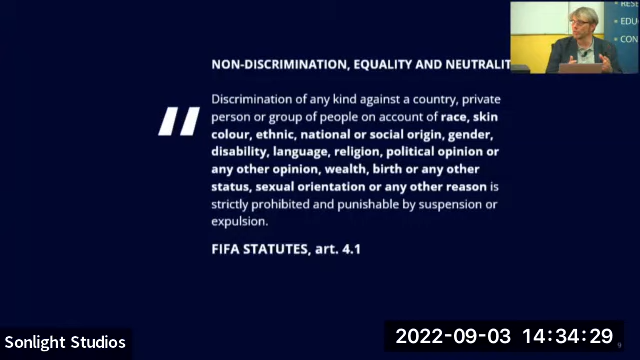 NON-DISCRIMINATION, EQUALITY AND
Discrimination of any kind against a country, private
person or group of people on account of race, skin
colour, ethnic, national or social origin, gender,
disability, language, religion, political opinion or
any other opinion, wealth, birth or any other
status, sexual orientation or any other reason is
strictly prohibited and punishable by suspension or
expulsion.
FIFA STATUTES, art. 4.1
Sonlight Studios
2022-09-03 14:34:29
9